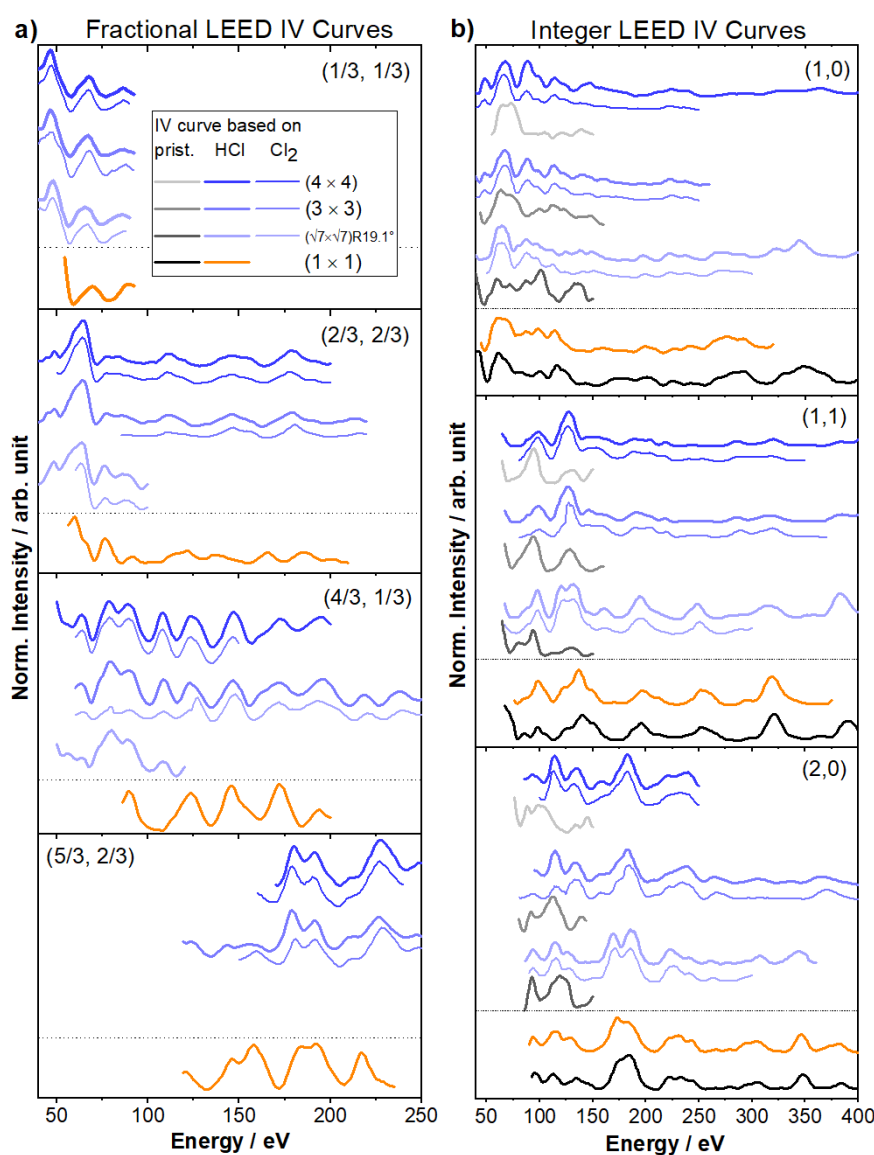 a) Fractional LEED IV Curves
b) Integer LEED IV Curves
(1/3, 1/3)
IV curve based on
prist. HCl Cl₂
(4 × 4)
(3 × 3)
(√7×√7)R19.1°
(1 × 1)
(2/3, 2/3)
(4/3, 1/3)
(5/3, 2/3)
Norm. Intensity / arb. unit
50 100 150 200 250
Energy / eV
(1,0)
(1,1)
(2,0)
Norm. Intensity / arb. unit
50 100 150 200 250 300 350 400
Energy / eV